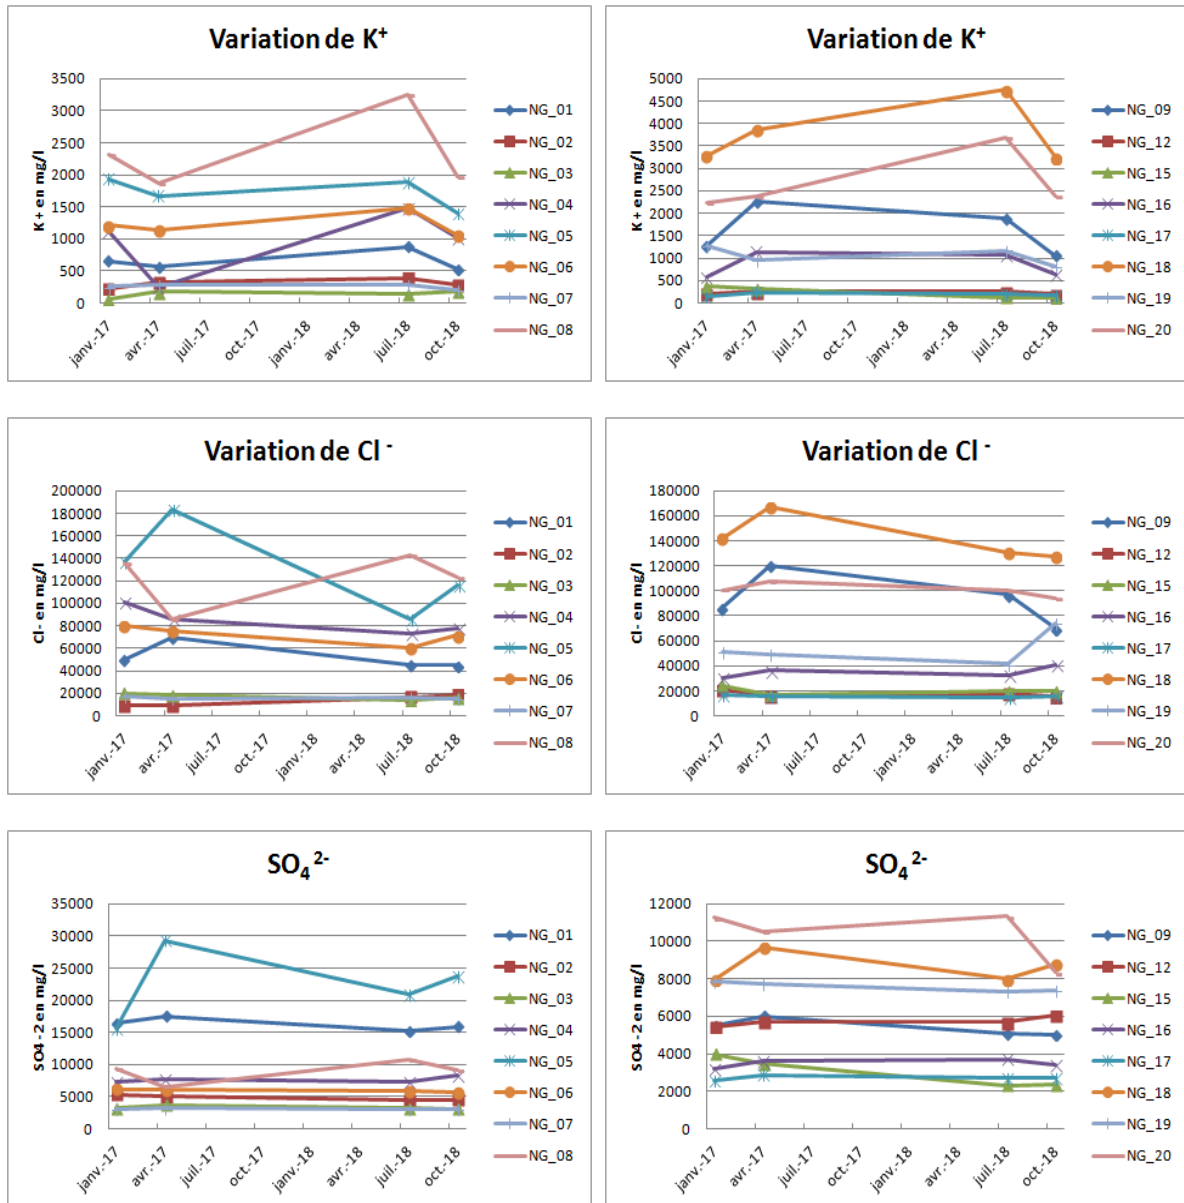 Variation de K⁺
K+ en mg/l
3500
3000
2500
2000
1500
1000
500
0
janv.-17
avr.-17
juil.-17
oct.-17
janv.-18
avr.-18
juil.-18
oct.-18
NG_01
NG_02
NG_03
NG_04
NG_05
NG_06
NG_07
NG_08
Variation de K⁺
K+ en mg/l
5000
4500
4000
3500
3000
2500
2000
1500
1000
500
0
janv.-17
avr.-17
juil.-17
oct.-17
janv.-18
avr.-18
juil.-18
oct.-18
NG_09
NG_12
NG_15
NG_16
NG_17
NG_18
NG_19
NG_20
Variation de Cl ⁻
Cl- en mg/l
200000
180000
160000
140000
120000
100000
80000
60000
40000
20000
0
janv.-17
avr.-17
juil.-17
oct.-17
janv.-18
avr.-18
juil.-18
oct.-18
NG_01
NG_02
NG_03
NG_04
NG_05
NG_06
NG_07
NG_08
Variation de Cl ⁻
Cl- en mg/l
180000
160000
140000
120000
100000
80000
60000
40000
20000
0
janv.-17
avr.-17
juil.-17
oct.-17
janv.-18
avr.-18
juil.-18
oct.-18
NG_09
NG_12
NG_15
NG_16
NG_17
NG_18
NG_19
NG_20
SO₄ ²⁻
SO4-2 en mg/l
35000
30000
25000
20000
15000
10000
5000
0
janv.-17
avr.-17
juil.-17
oct.-17
janv.-18
avr.-18
juil.-18
oct.-18
NG_01
NG_02
NG_03
NG_04
NG_05
NG_06
NG_07
NG_08
SO₄ ²⁻
SO4-2 en mg/l
12000
10000
8000
6000
4000
2000
0
janv.-17
avr.-17
juil.-17
oct.-17
janv.-18
avr.-18
juil.-18
oct.-18
NG_09
NG_12
NG_15
NG_16
NG_17
NG_18
NG_19
NG_20